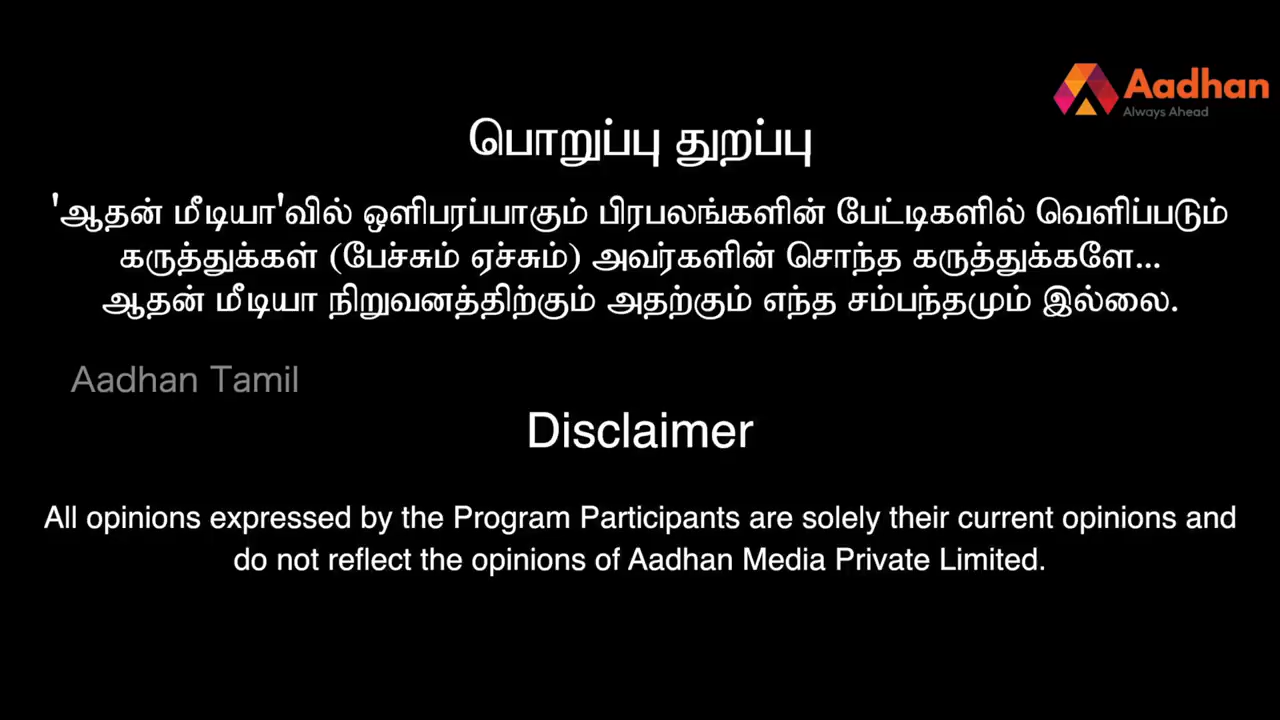 Aadhan
Always Ahead
பொறுப்பு துறப்பு
'ஆதன் மீடியா'வில் ஒளிபரப்பாகும் பிரபலங்களின் பேட்டிகளில் வெளிப்படும்
கருத்துக்கள் (பேச்சும் ஏச்சும்) அவர்களின் சொந்த கருத்துக்களே...
ஆதன் மீடியா நிறுவனத்திற்கும் அதற்கும் எந்த சம்பந்தமும் இல்லை.
Aadhan Tamil
Disclaimer
All opinions expressed by the Program Participants are solely their current opinions and
do not reflect the opinions of Aadhan Media Private Limited.